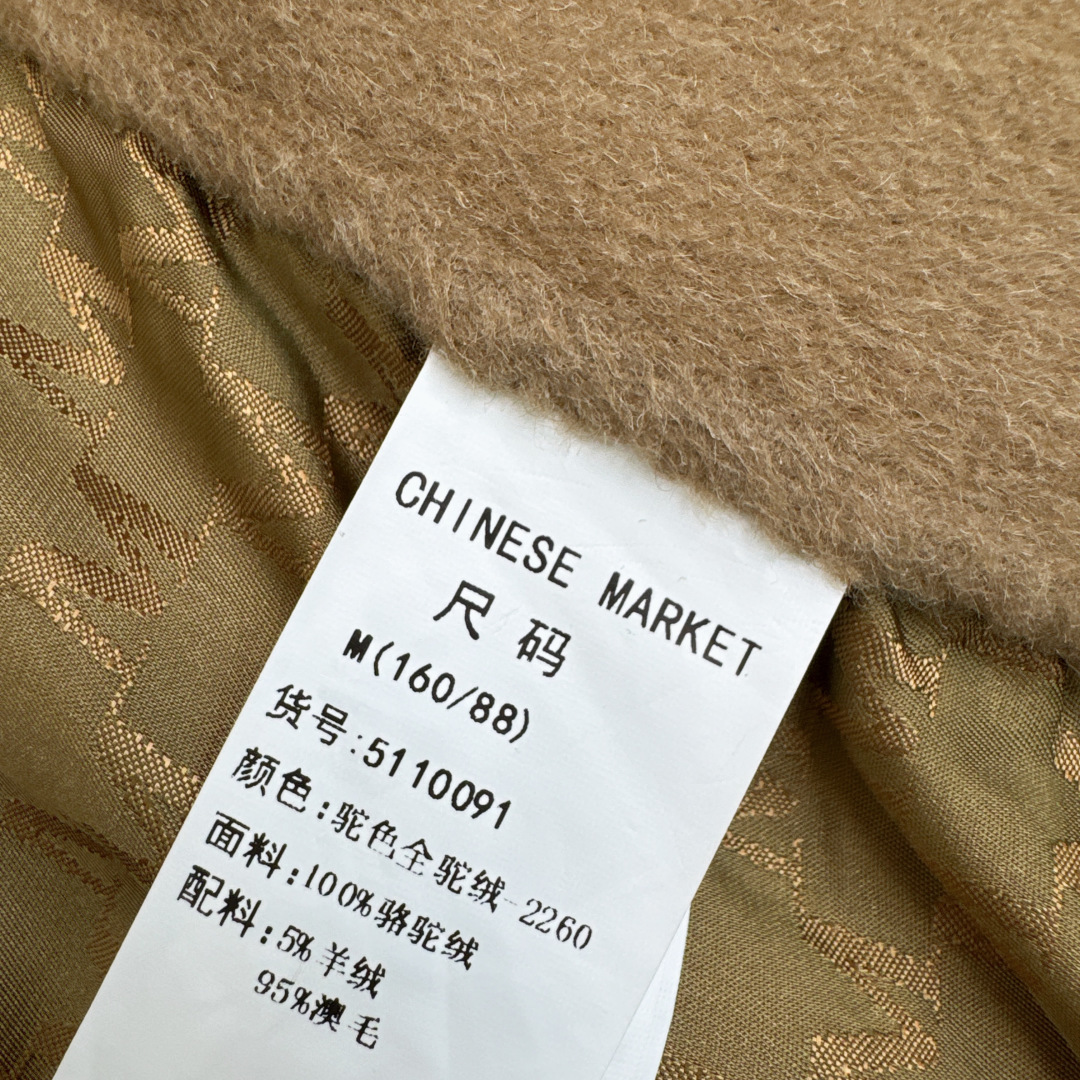 CHINESE MARKET
尺码
M(160/88)
货号:5110091
颜色:驼色全驼绒-2260
面料:100%骆驼绒
配料:5%羊绒
95%澳毛